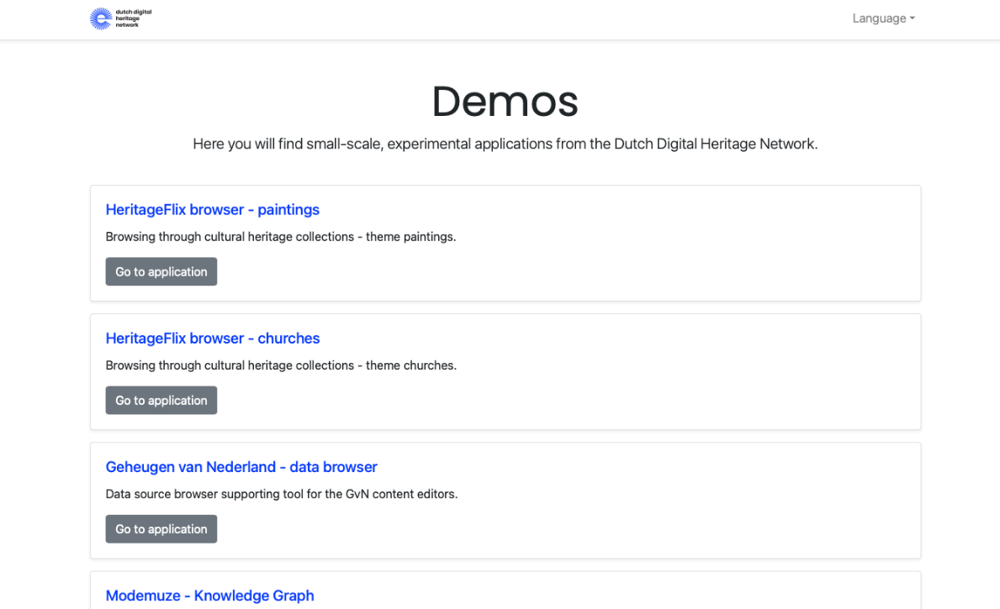 dutch digital
heritage
network
Language
Demos
Here you will find small-scale, experimental applications from the Dutch Digital Heritage Network.
HeritageFlix browser - paintings
Browsing through cultural heritage collections - theme paintings.
Go to application
HeritageFlix browser - churches
Browsing through cultural heritage collections - theme churches.
Go to application
Geheugen van Nederland - data browser
Data source browser supporting tool for the GvN content editors.
Go to application
Modemuze - Knowledge Graph